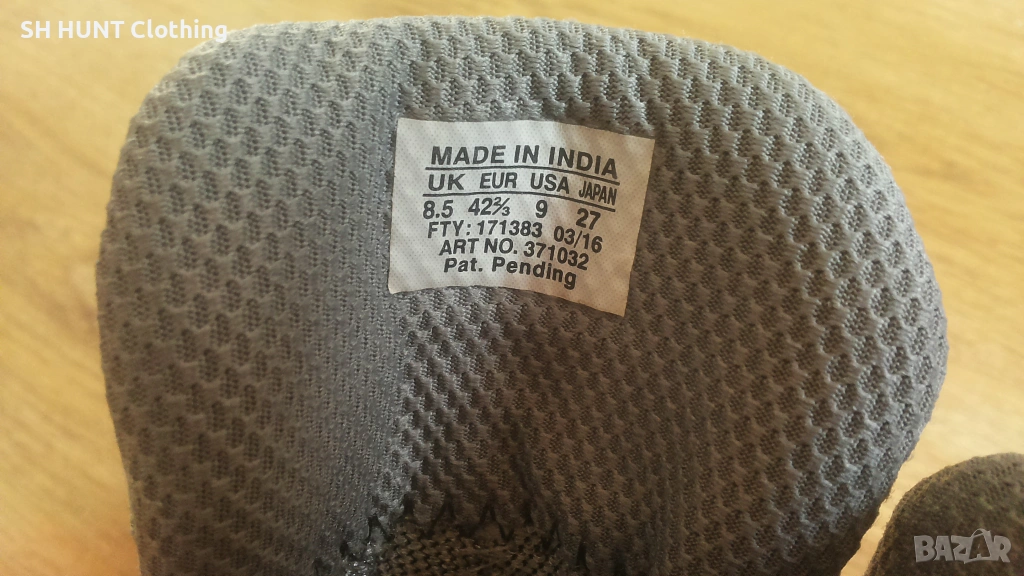 SH HUNT Clothing
MADE IN INDIA
UK EUR USA JAPAN
8.5 42⅔ 9 27
FTY: 171383 03/16
ART NO. 371032
Pat. Pending
BAZAR